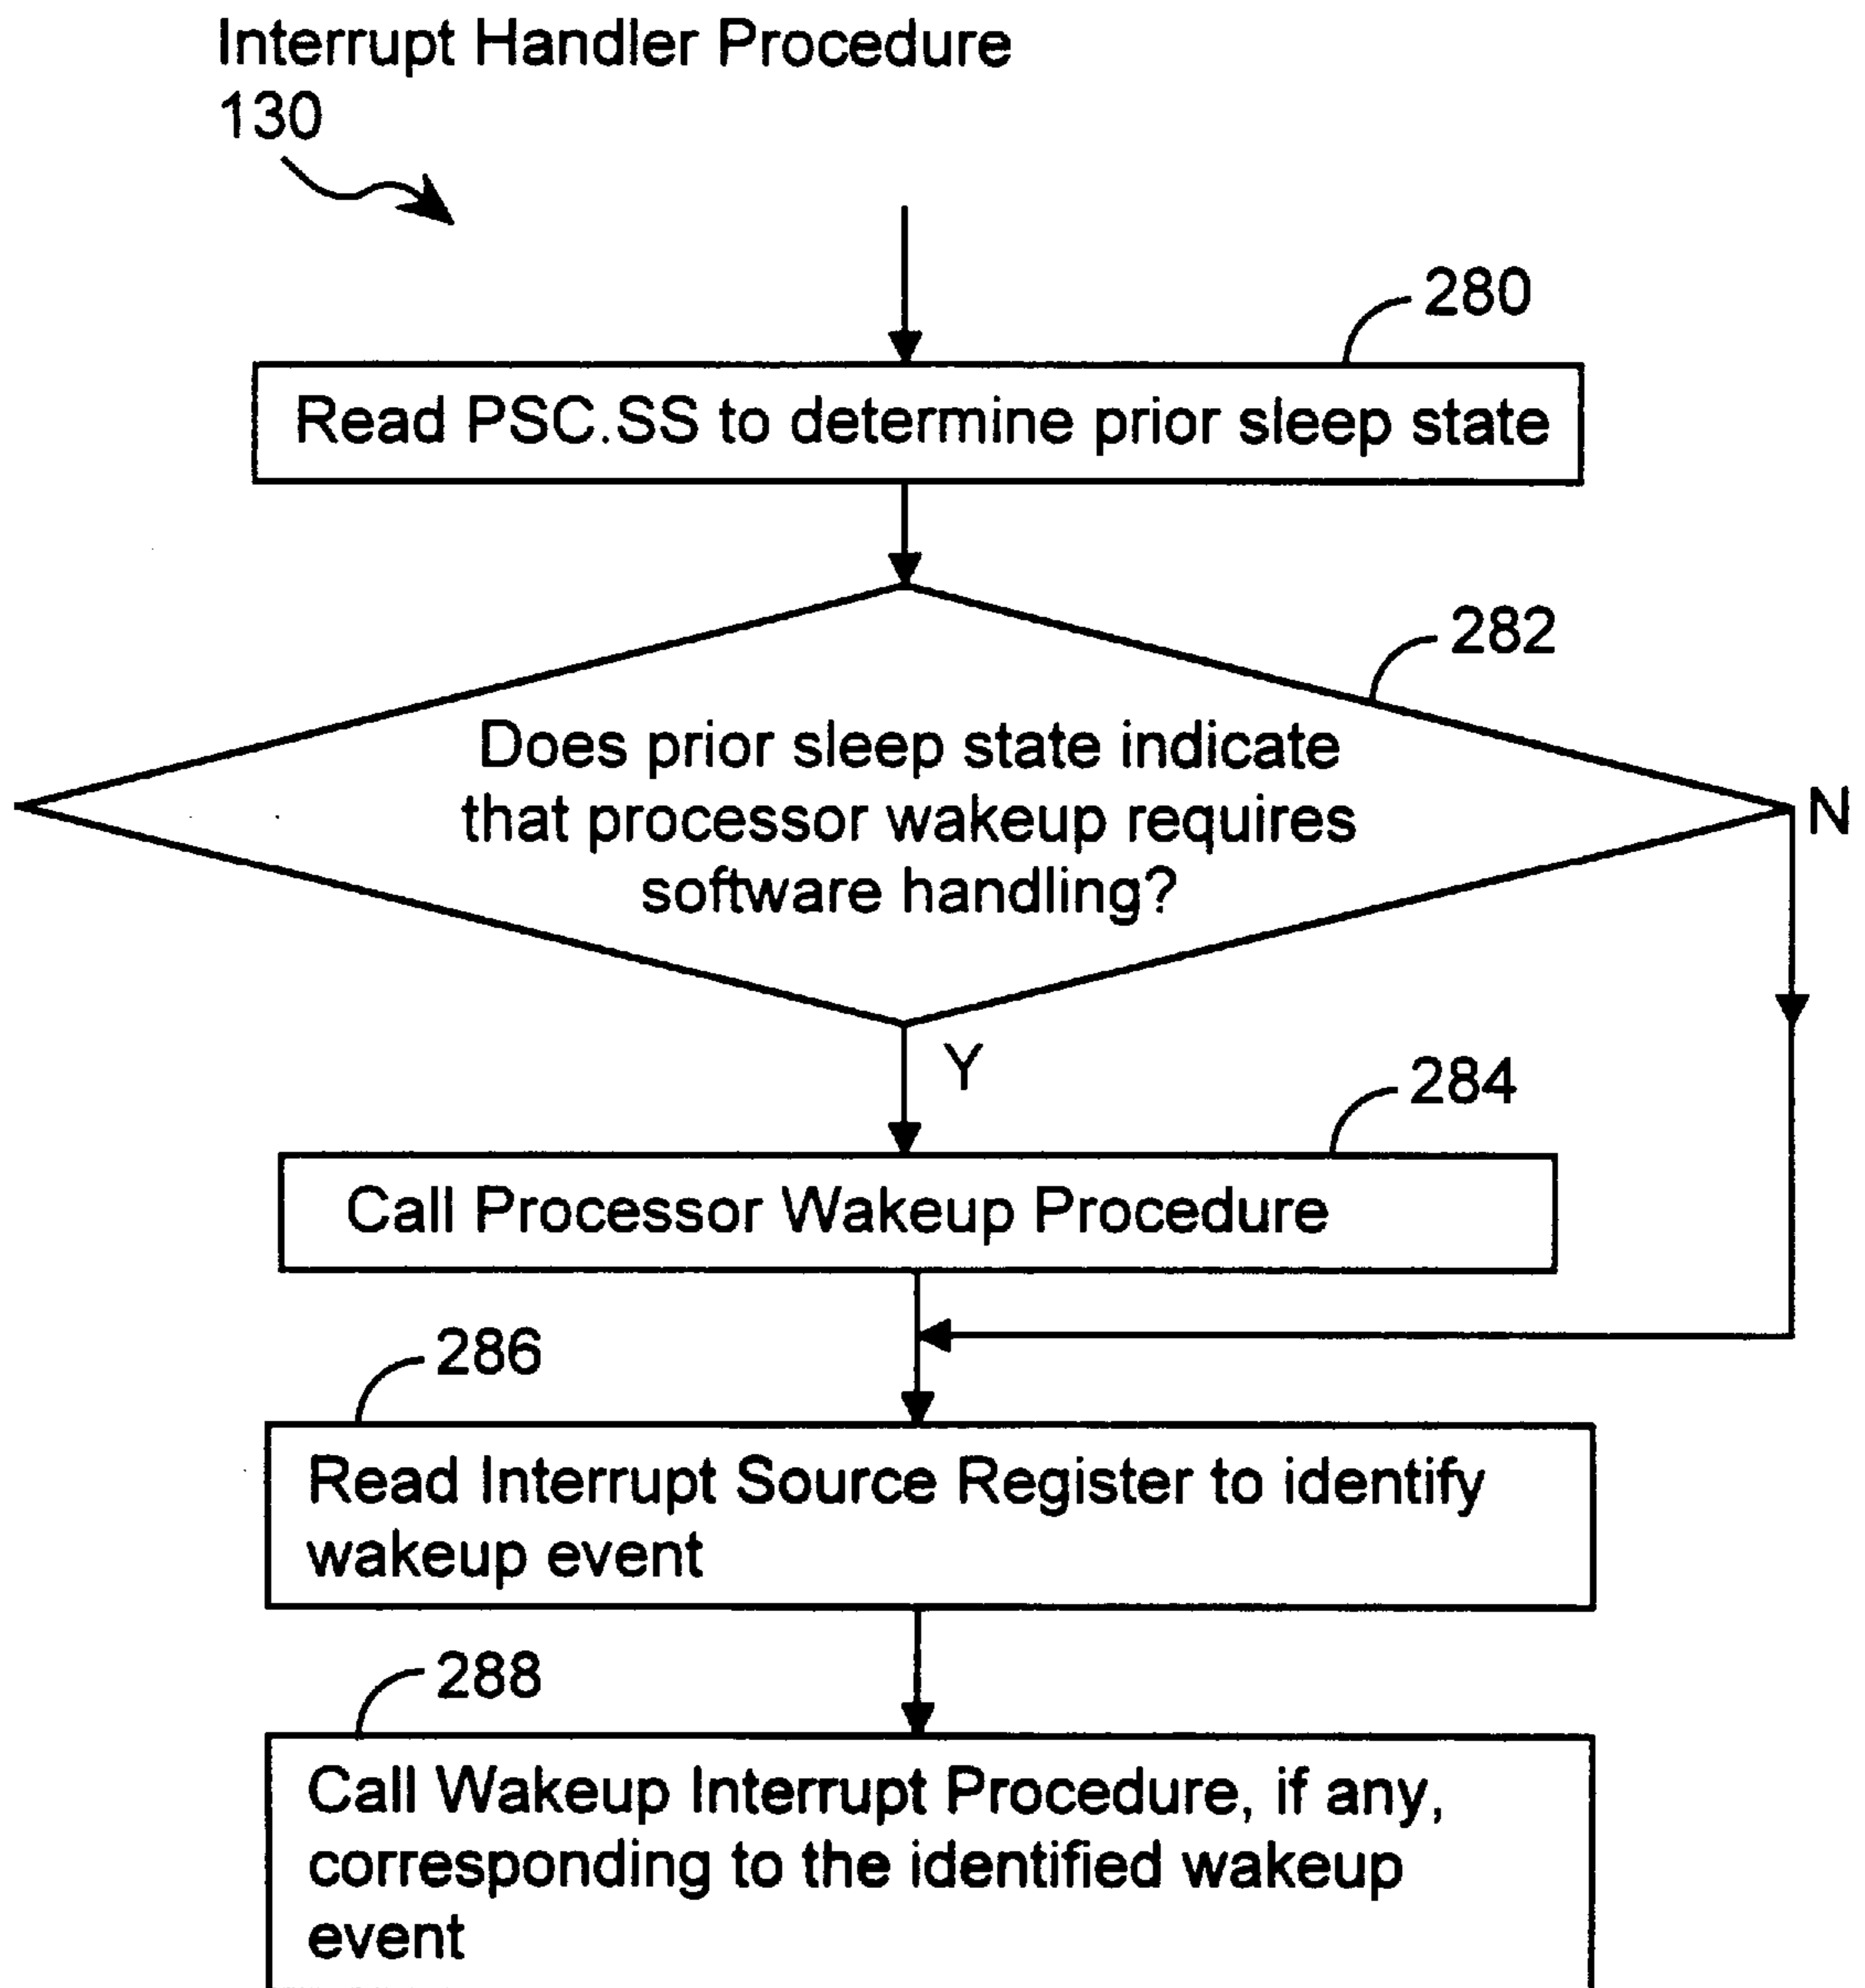 Interrupt Handler Procedure
130
280
Read PSC.SS to determine prior sleep state
282
Does prior sleep state indicate
that processor wakeup requires
software handling?
N
Y
284
Call Processor Wakeup Procedure
286
Read Interrupt Source Register to identify
wakeup event
288
Call Wakeup Interrupt Procedure, if any,
corresponding to the identified wakeup
event